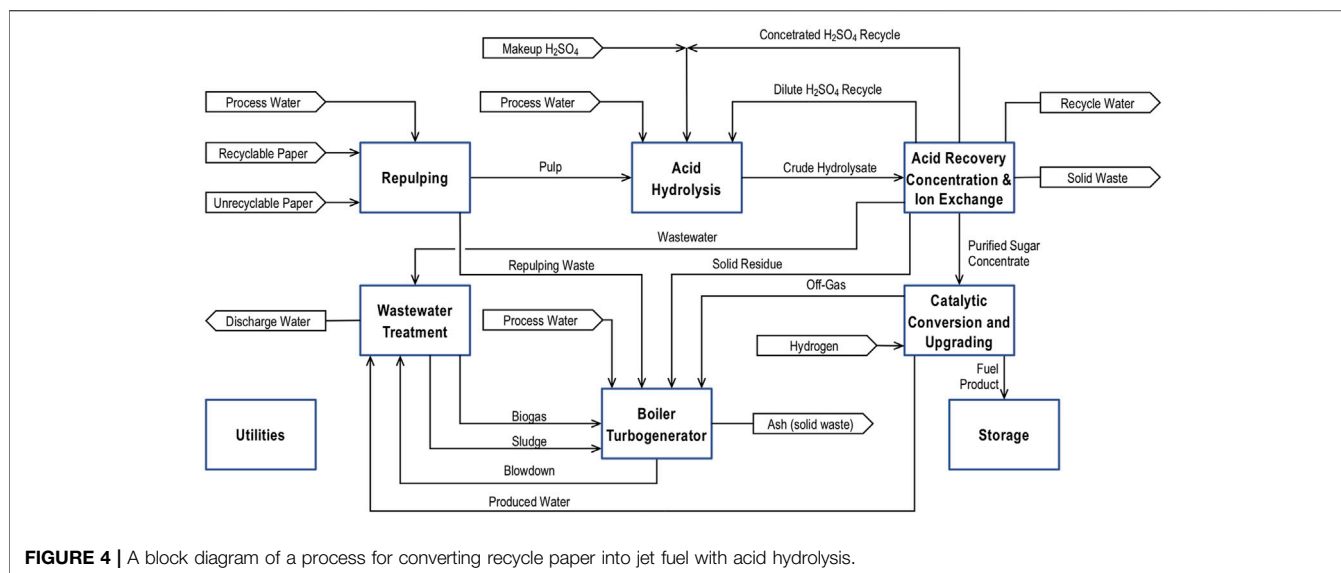 Makeup H₂SO₄
Concetrated H₂SO₄ Recycle
Process Water
Process Water
Dilute H₂SO₄ Recycle
Recycle Water
Recyclable Paper
Unrecyclable Paper
Repulping
Pulp
Acid
Hydrolysis
Crude Hydrolysate
Acid Recovery
Concentration &
Ion Exchange
Solid Waste
Wastewater
Purified Sugar
Concentrate
Repulping Waste
Solid Residue
Off-Gas
Discharge Water
Wastewater
Treatment
Process Water
Hydrogen
Catalytic
Conversion and
Upgrading
Fuel
Product
Utilities
Biogas
Sludge
Blowdown
Produced Water
Boiler
Turbogenerator
Ash (solid waste)
Storage
FIGURE 4 | A block diagram of a process for converting recycle paper into jet fuel with acid hydrolysis.